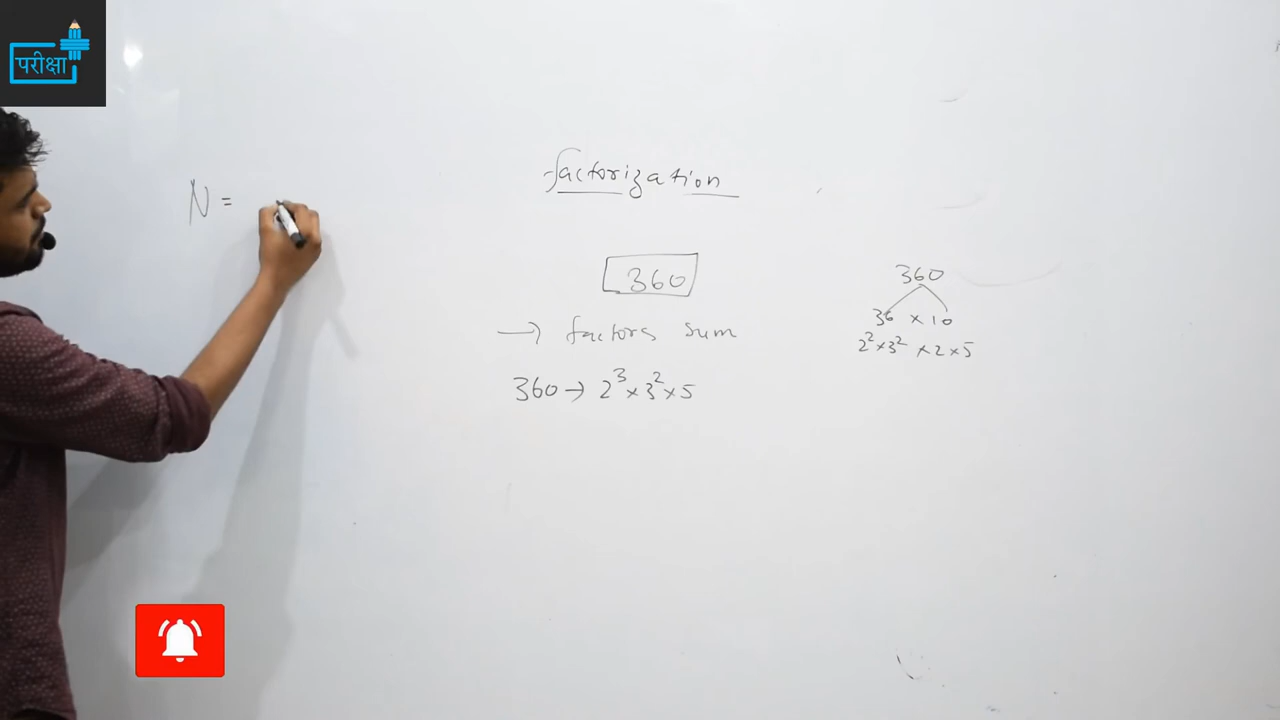 परीक्षा
factorization
N =
360
→ factors sum
360 → 2³ × 3² × 5
360
36 × 10
2² × 3² × 2 × 5